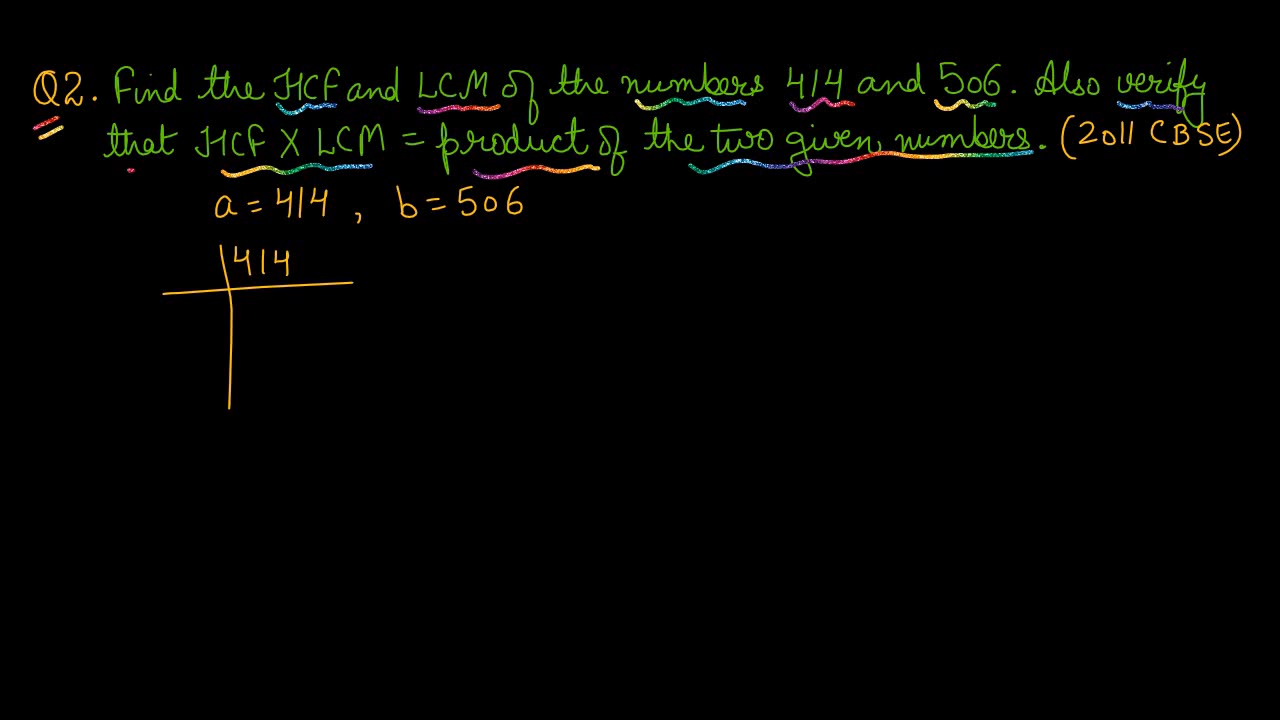 Q2. Find the HCF and LCM of the numbers 414 and 506. Also verify
that HCF X LCM = product of the two given numbers. (2011 CBSE)
a = 414 , b = 506
414